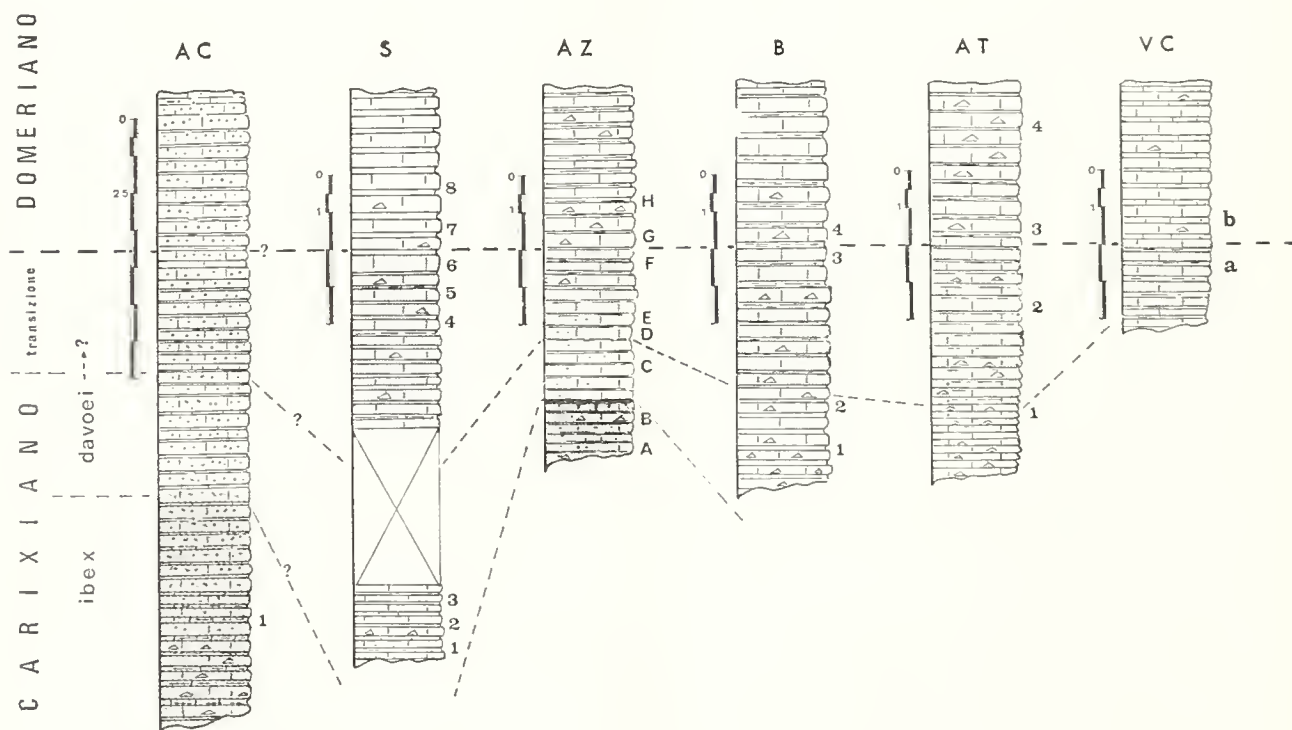 AC S AZ B AT VC
DOMERIANO
transizione
CARIXIANO
davoei --→?
ibex
0
25
?
?
?
1
0
1
8
7
6
5
4
3
2
1
0
1
H
G
F
E
D
C
B
A
0
1
4
3
2
1
0
1
4
3
2
1
0
1
b
a